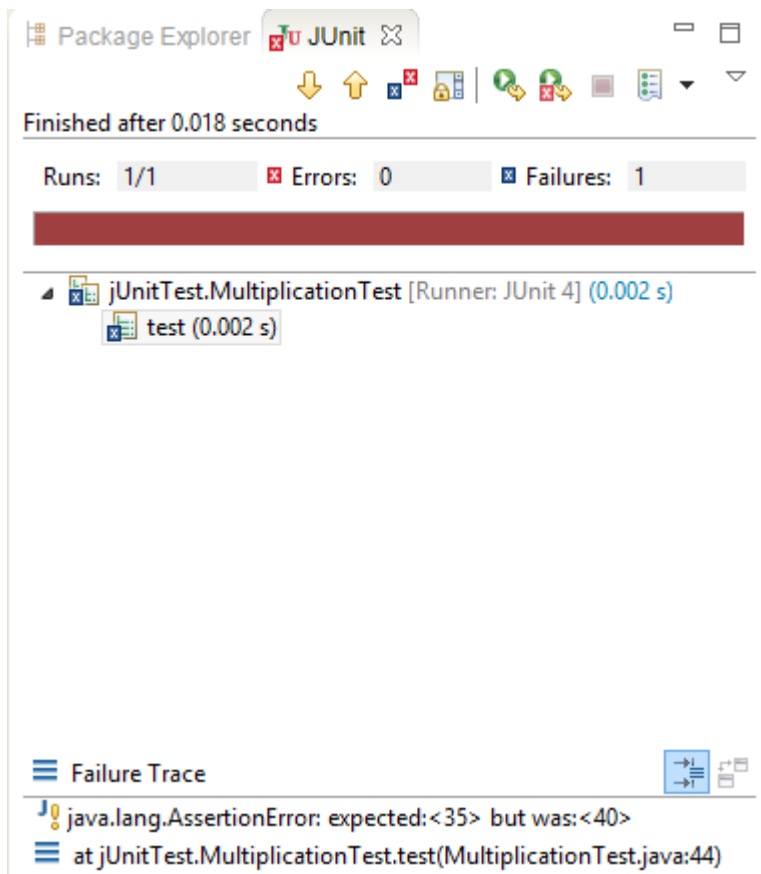 Package Explorer JUnit
Finished after 0.018 seconds
Runs: 1/1 Errors: 0 Failures: 1
jUnitTest.MultiplicationTest [Runner: JUnit 4] (0.002 s)
test (0.002 s)
Failure Trace
java.lang.AssertionError: expected:<35> but was:<40>
at jUnitTest.MultiplicationTest.test(MultiplicationTest.java:44)